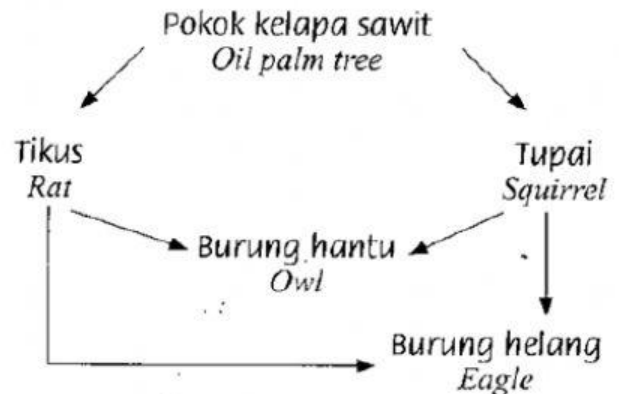 Pokok kelapa sawit
Oil palm tree
Tikus
Rat
Tupai
Squirrel
Burung hantu
Owl
Burung helang
Eagle